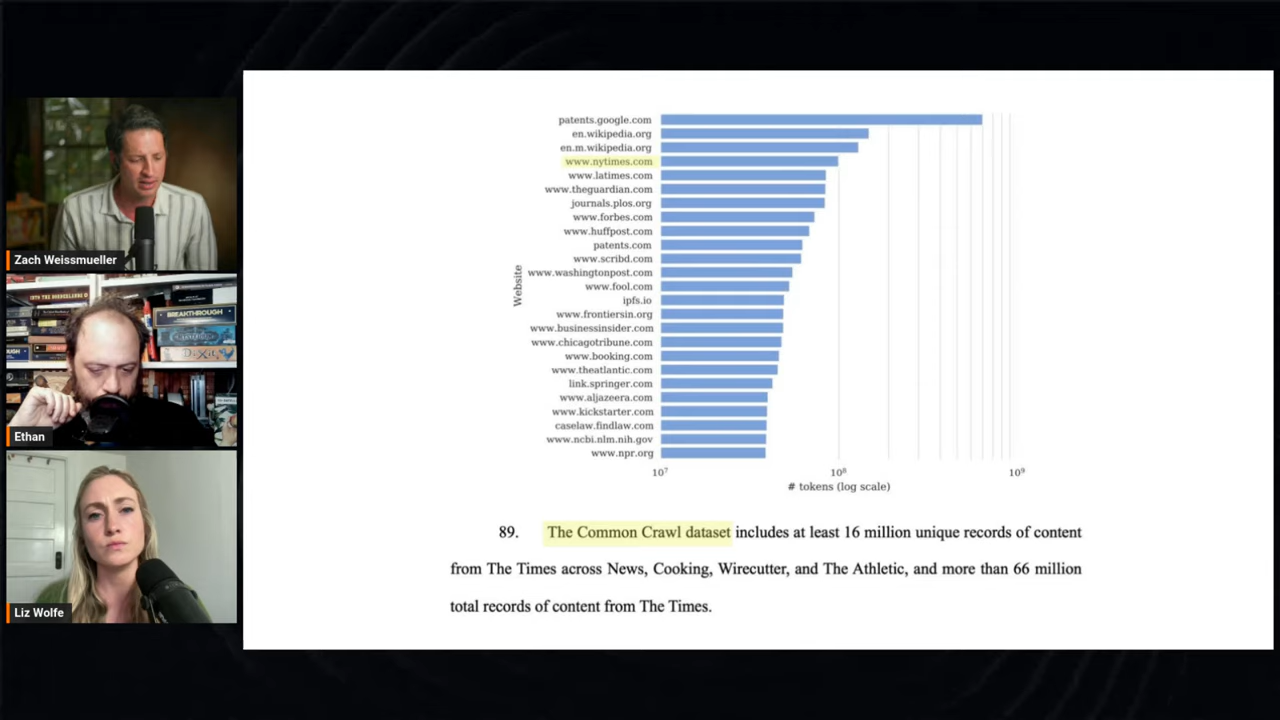 Zach Weissmueller
INTO THE BORDERLANDS
BREAKTHROUGH
DiXit
Ethan
Liz Wolfe
patents.google.com
en.wikipedia.org
en.m.wikipedia.org
www.nytimes.com
www.latimes.com
www.theguardian.com
journals.plos.org
www.forbes.com
www.huffpost.com
patents.com
www.scribd.com
www.washingtonpost.com
www.fool.com
ipfs.io
www.frontiersin.org
www.businessinsider.com
www.chicagotribune.com
www.booking.com
www.theatlantic.com
link.springer.com
www.aljazeera.com
www.kickstarter.com
caselaw.findlaw.com
www.ncbi.nlm.nih.gov
www.npr.org
Website
10⁷ 10⁸ 10⁹
# tokens (log scale)
89. The Common Crawl dataset includes at least 16 million unique records of content
from The Times across News, Cooking, Wirecutter, and The Athletic, and more than 66 million
total records of content from The Times.